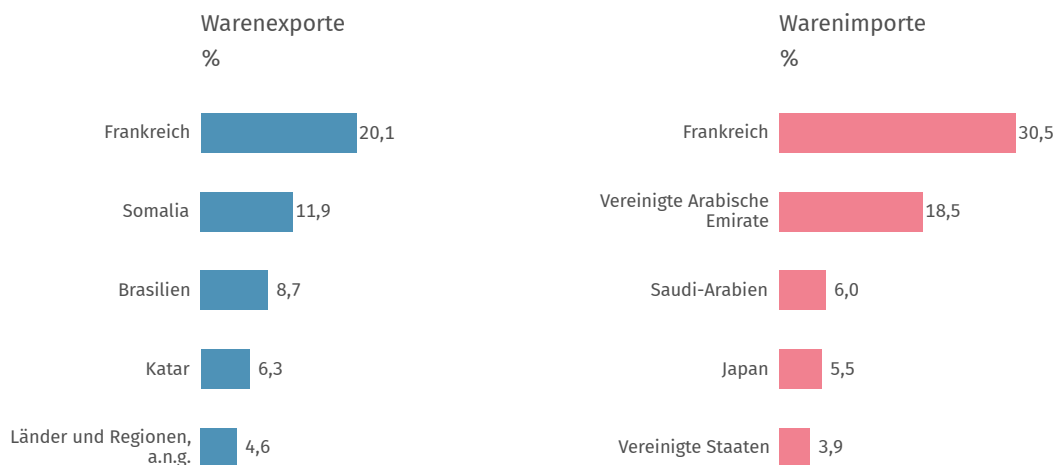 Warenexporte
%
Frankreich 20,1
Somalia 11,9
Brasilien 8,7
Katar 6,3
Länder und Regionen,
a.n.g. 4,6
Warenimporte
%
Frankreich 30,5
Vereinigte Arabische
Emirate 18,5
Saudi-Arabien 6,0
Japan 5,5
Vereinigte Staaten 3,9